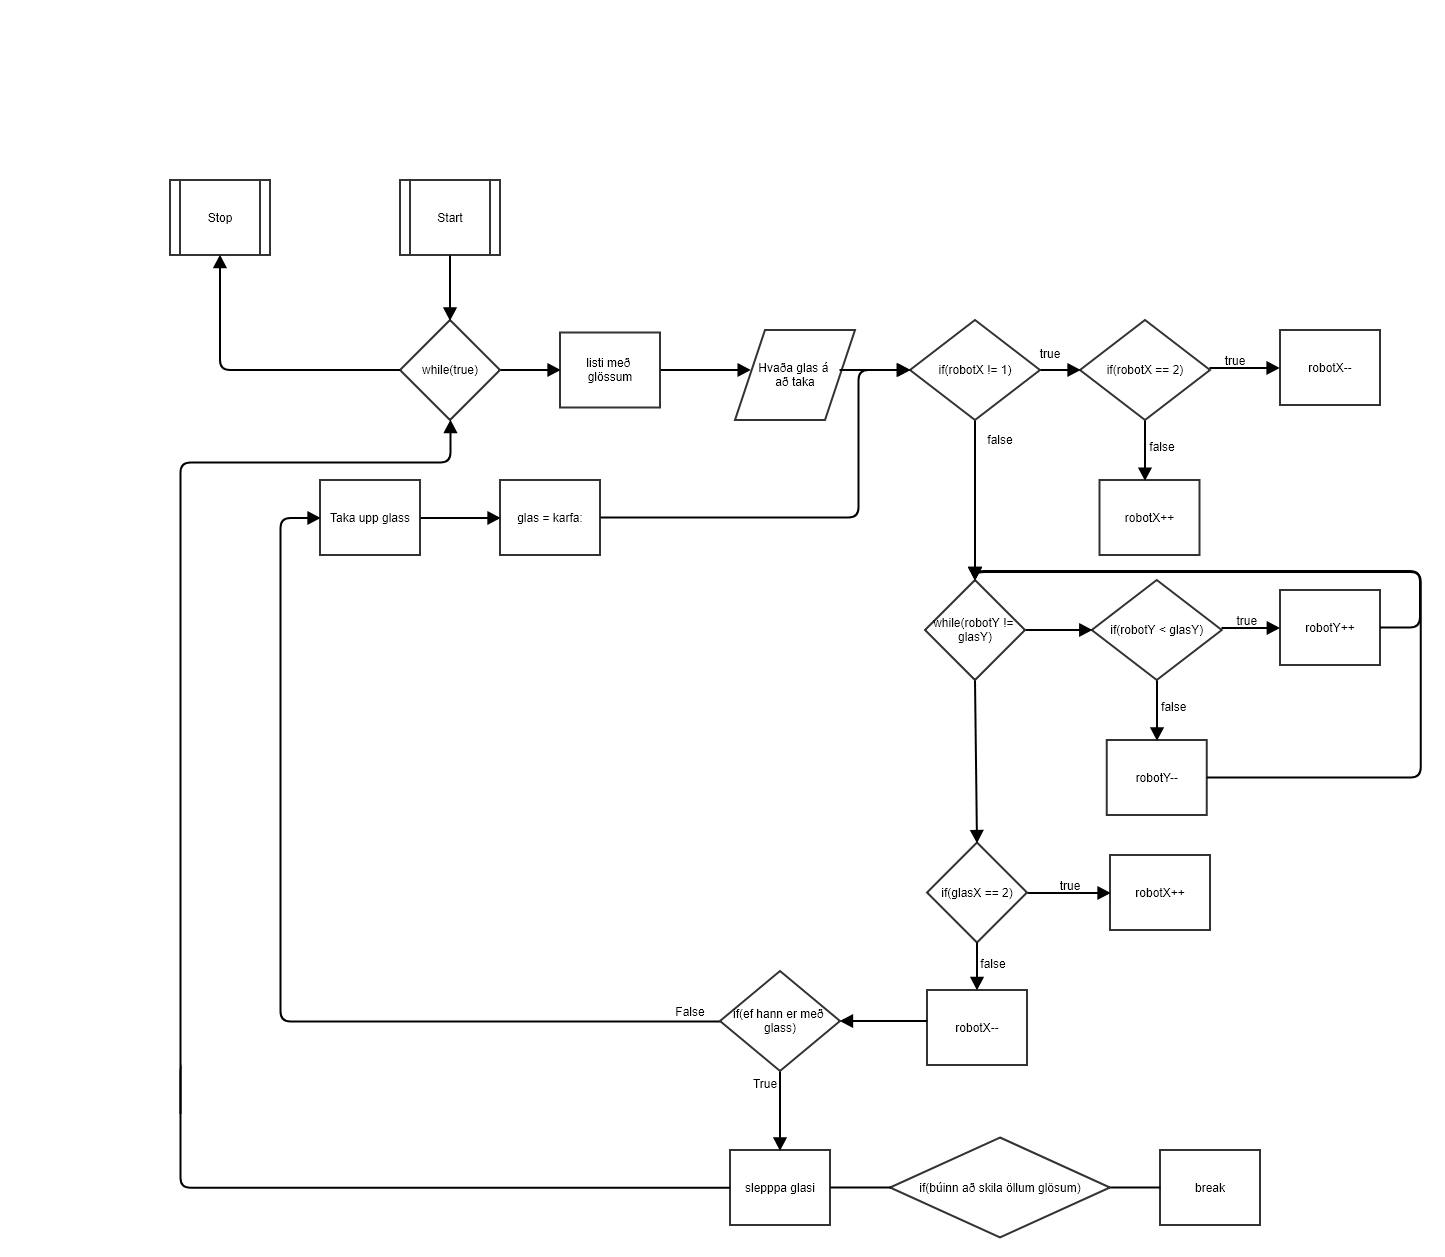 Stop
Start
while(true)
listi með
glössum
Hvaða glas á
að taka
if(robotX != 1)
true
if(robotX == 2)
true
robotX--
false
false
robotX++
Taka upp glass
glas = karfa:
while(robotY !=
glasY)
if(robotY < glasY)
true
robotY++
false
robotY--
if(glasX == 2)
true
robotX++
false
robotX--
if(ef hann er með
glass)
False
True
slepppa glasi
if(búinn að skila öllum glösum)
break